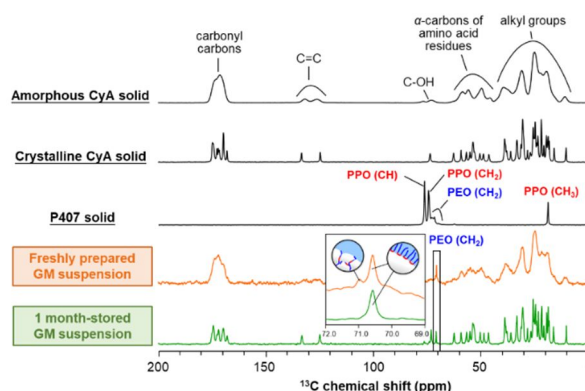 carbonyl
carbons
C=C
α-carbons of
amino acid
residues
alkyl groups
C-OH
Amorphous CyA solid
Crystalline CyA solid
PPO (CH)
PPO (CH₂)
PEO (CH₂)
PPO (CH₃)
P407 solid
PEO (CH₂)
Freshly prepared
GM suspension
72.0 71.0 70.0 69.0
1 month-stored
GM suspension
200 150 100 50
¹³C chemical shift (ppm)